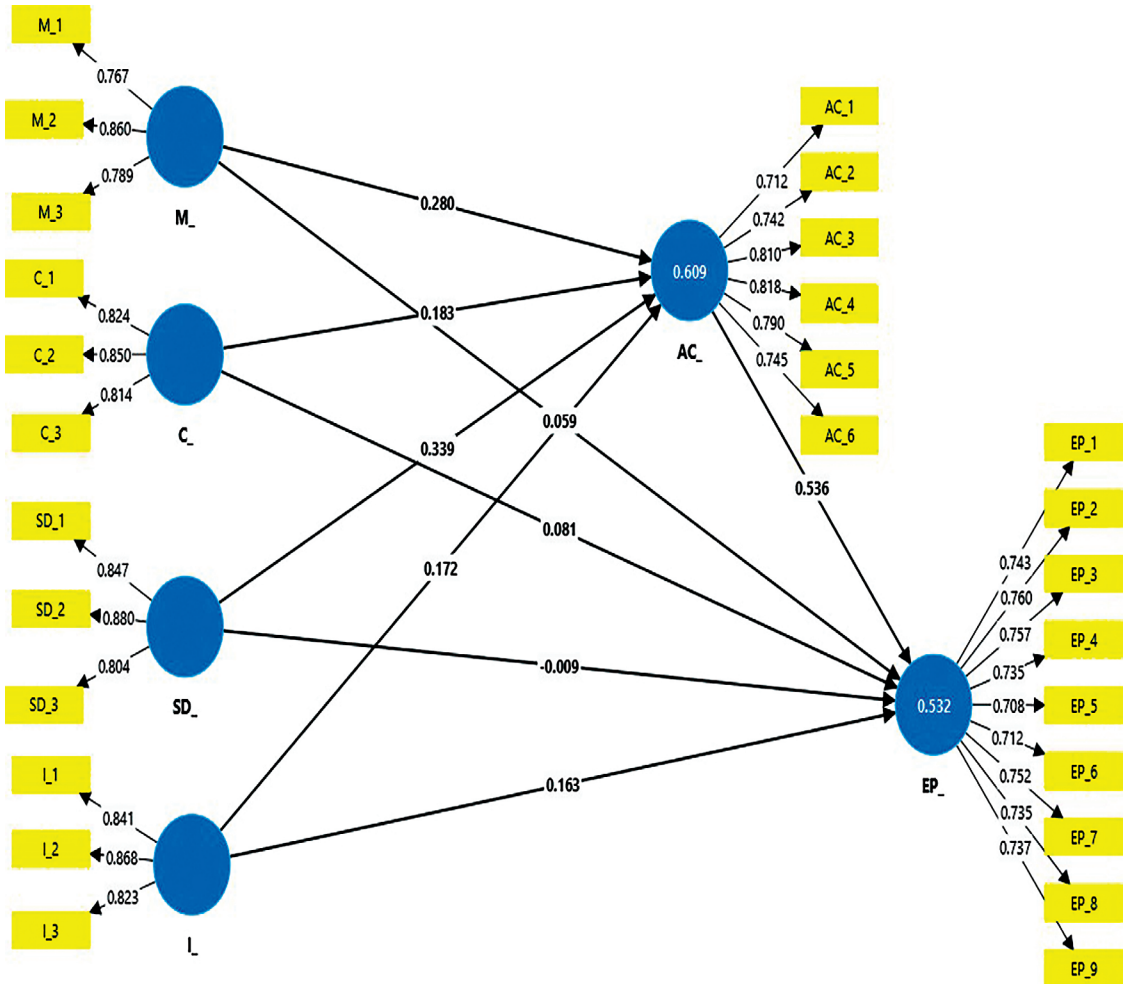 M_1
0.767
M_2
0.860
0.789
M_3
M_
C_1
0.824
C_2
0.850
0.814
C_3
C_
SD_1
0.847
SD_2
0.880
0.804
SD_3
SD_
I_1
0.841
I_2
0.868
0.823
I_3
I_
0.280
0.183
0.059
0.339
0.081
0.172
-0.009
0.163
0.536
0.609
AC_
0.712
AC_1
0.742
AC_2
0.810
AC_3
0.818
AC_4
0.790
AC_5
0.745
AC_6
0.532
EP_
0.743
EP_1
0.760
EP_2
0.757
EP_3
0.735
EP_4
0.708
EP_5
0.712
EP_6
0.752
EP_7
0.735
EP_8
0.737
EP_9